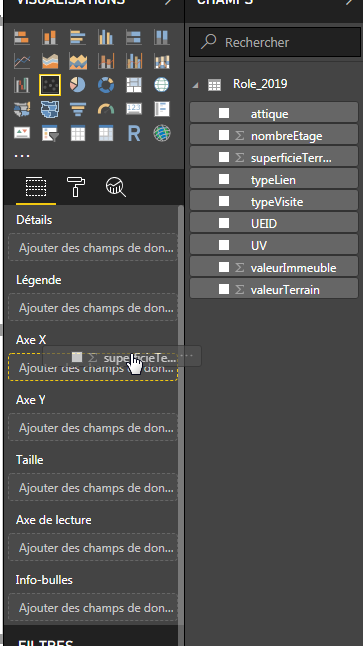 VISUALISATIONS
CHAMPS
Rechercher
Role_2019
attique
nombreEtage
superficieTerr...
typeLien
typeVisite
UEID
UV
valeurImmeuble
valeurTerrain
R
...
Détails
Ajouter des champs de don...
Légende
Ajouter des champs de don...
Axe X
superficieTe...
Ajouter des champs de don...
Axe Y
Ajouter des champs de don...
Taille
Ajouter des champs de don...
Axe de lecture
Ajouter des champs de don...
Info-bulles
Ajouter des champs de don...
FILTRES